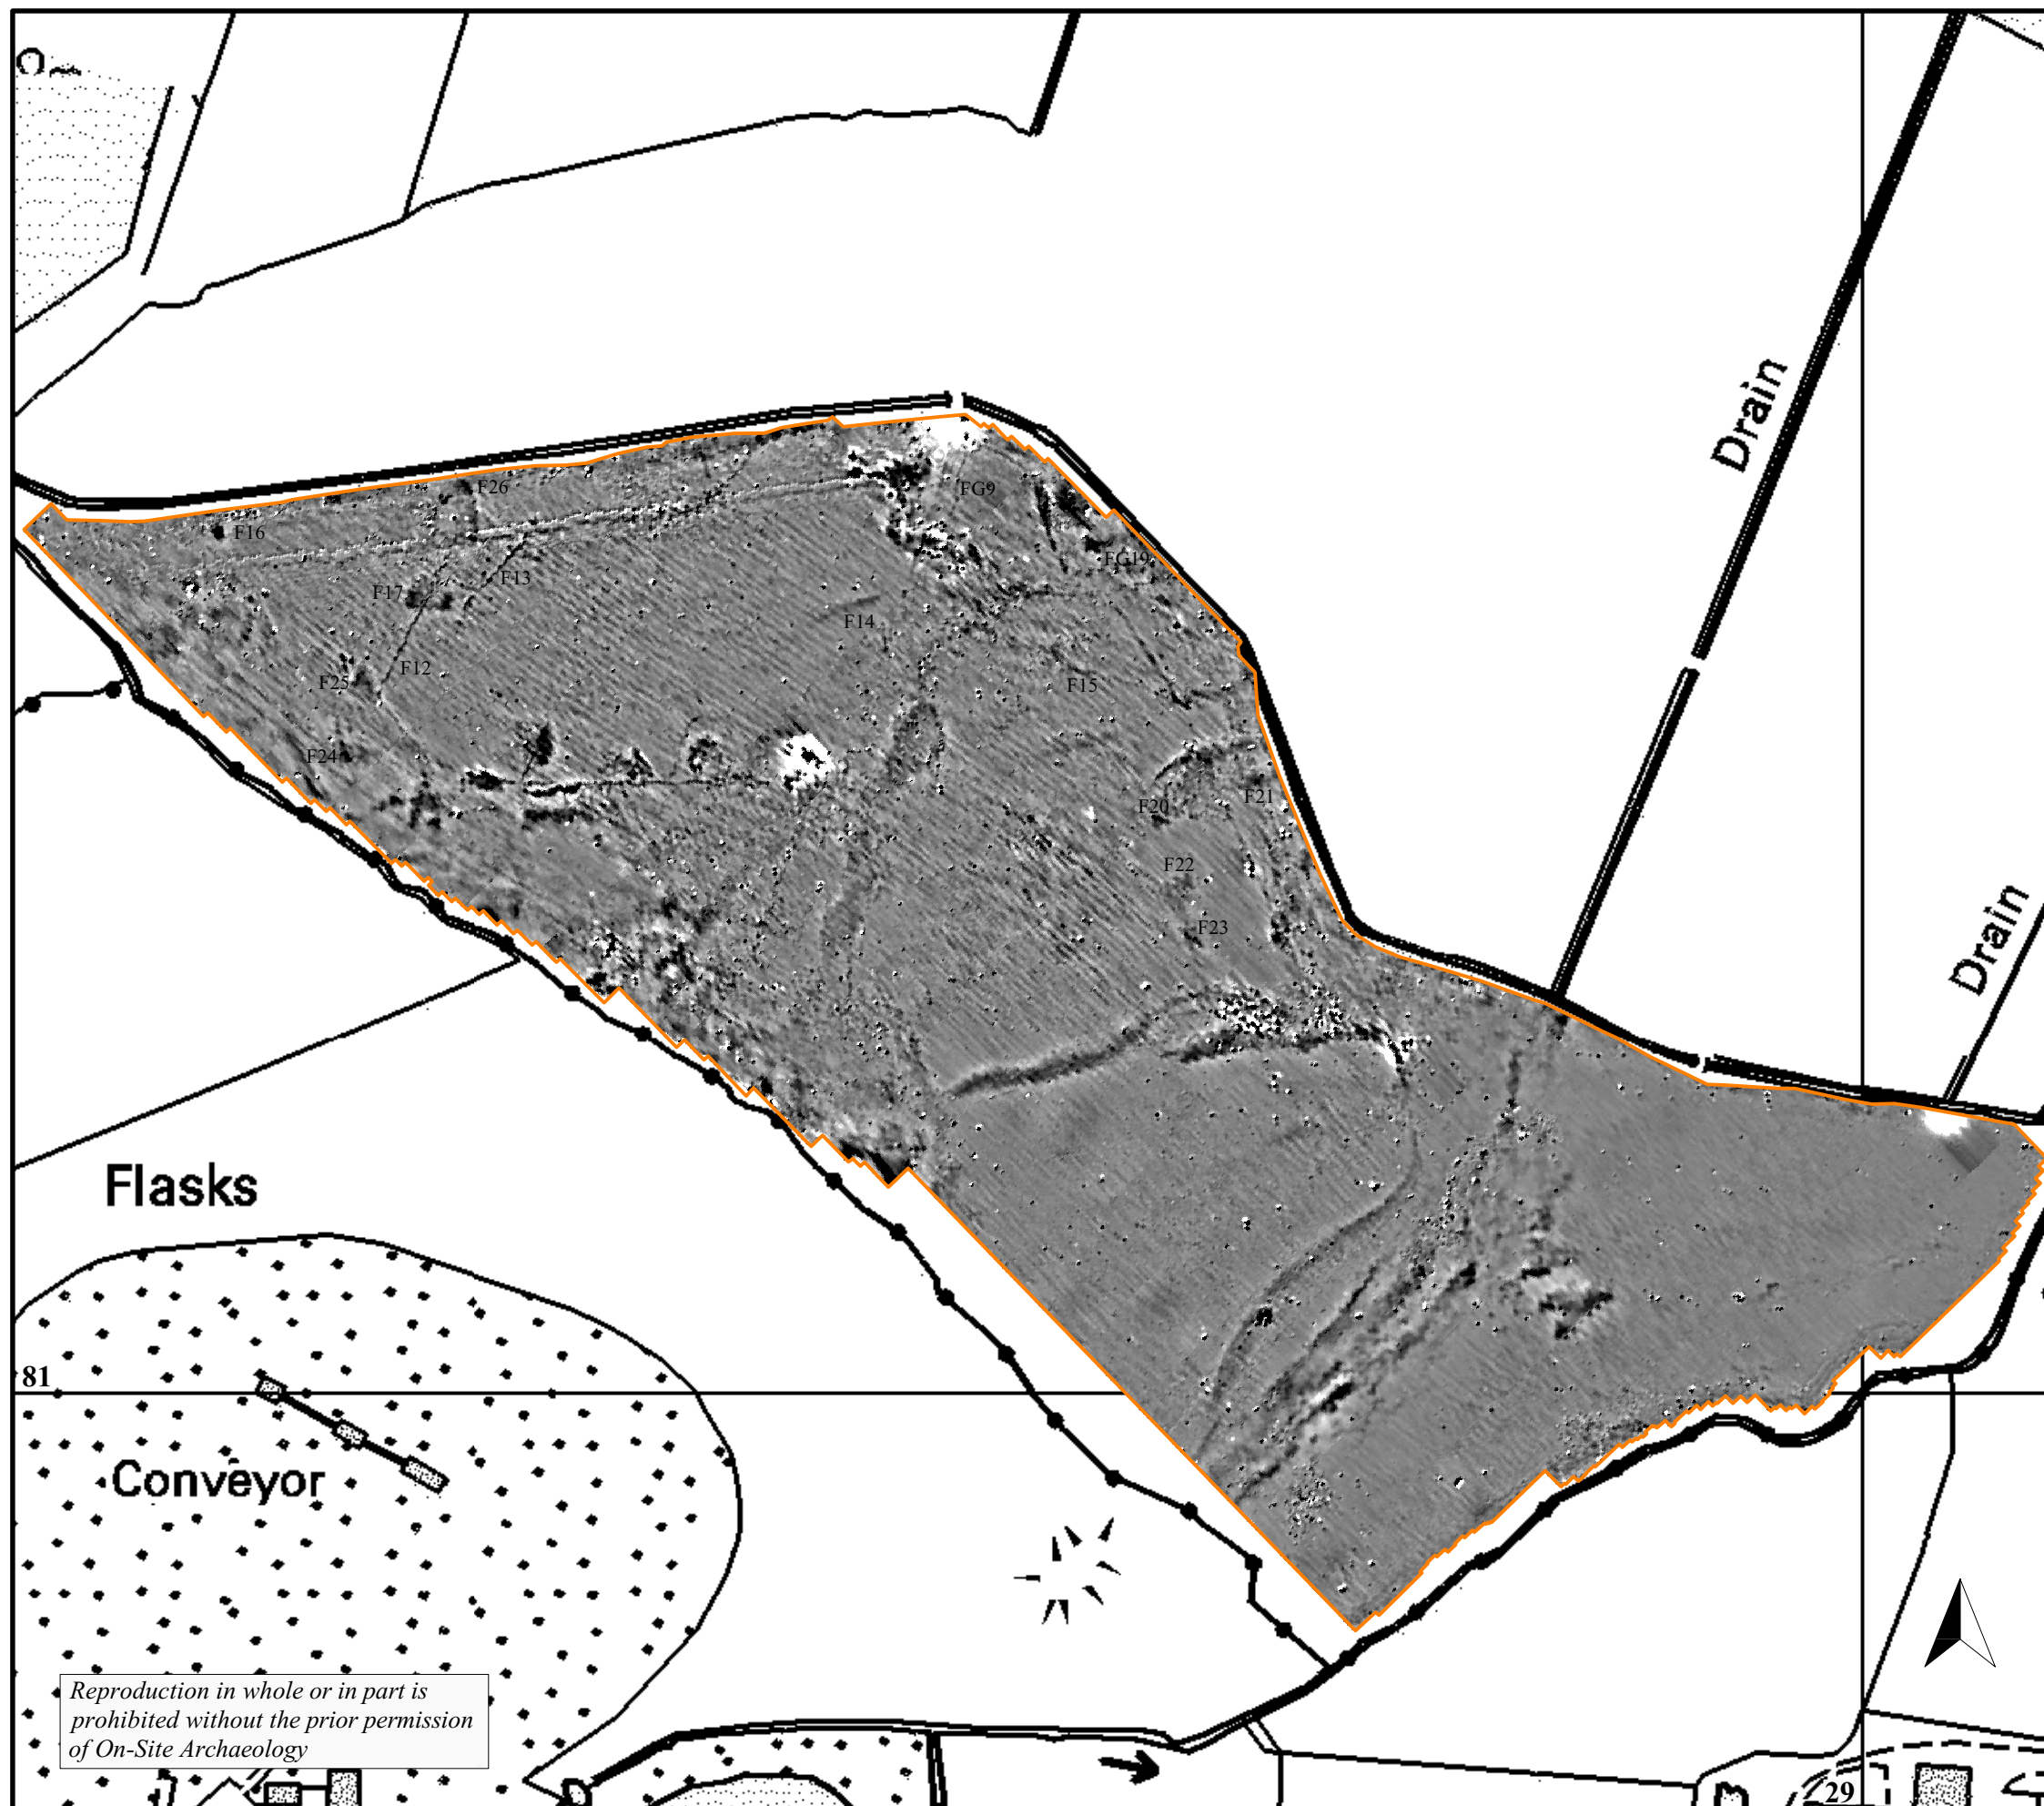 Drain
F26
FG9
F16
FG19
F13
F17
F14
F12
F25
F15
F24
F20
F21
F22
F23
Drain
Flasks
81
Conveyor
Reproduction in whole or in part is
prohibited without the prior permission
of On-Site Archaeology
29